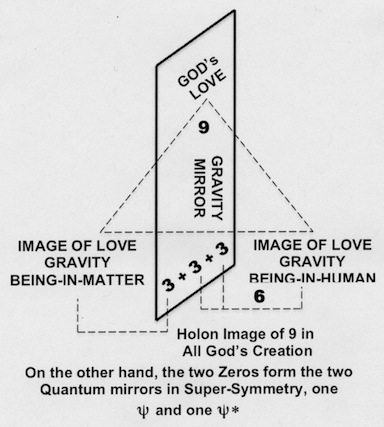 GOD's
LOVE
9
GRAVITY
MIRROR
IMAGE OF LOVE
GRAVITY
BEING-IN-MATTER
3 + 3 + 3
IMAGE OF LOVE
GRAVITY
BEING-IN-HUMAN
6
Holon Image of 9 in
All God's Creation
On the other hand, the two Zeros form the two
Quantum mirrors in Super-Symmetry, one
ψ and one ψ*